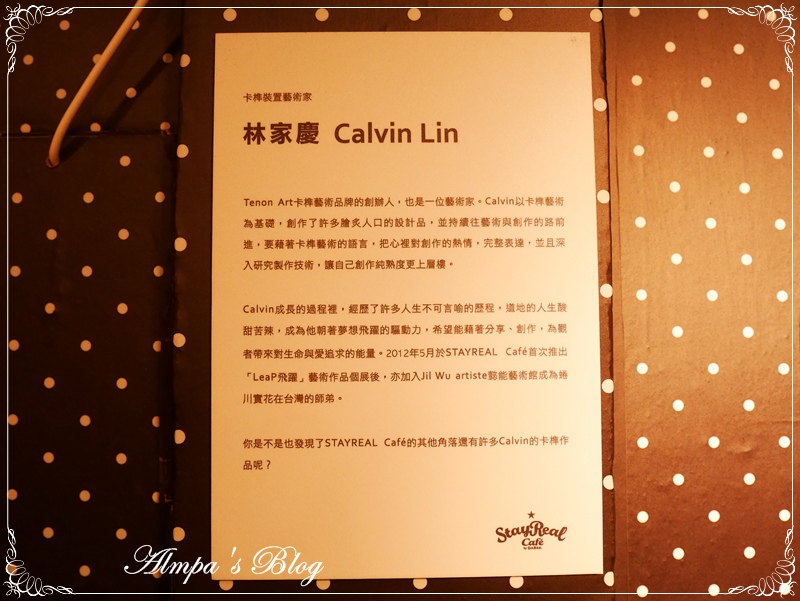 卡榫裝置藝術家
林家慶 Calvin Lin
Tenon Art卡榫藝術品牌的創辦人，也是一位藝術家。Calvin以卡榫藝術
為基礎，創作了許多膾炙人口的設計品，並持續往藝術與創作的路前
進，要藉著卡榫藝術的語言，把心裡對創作的熱情，完整表達，並且深
入研究製作技術，讓自己創作純熟度更上層樓。
Calvin成長的過程裡，經歷了許多人生不可言喻的歷程，道地的人生酸
甜苦辣，成為他朝著夢想飛躍的驅動力，希望能藉著分享、創作，為觀
者帶來對生命與愛追求的能量。2012年5月於STAYREAL Café首次推出
「LeaP飛躍」藝術作品個展後，亦加入Jil Wu artiste懿能藝術館成為蜷
川實花在台灣的師弟。
你是不是也發現了STAYREAL Café的其他角落還有許多Calvin的卡榫作
品呢？
StayReal
Café
Almpa's Blog